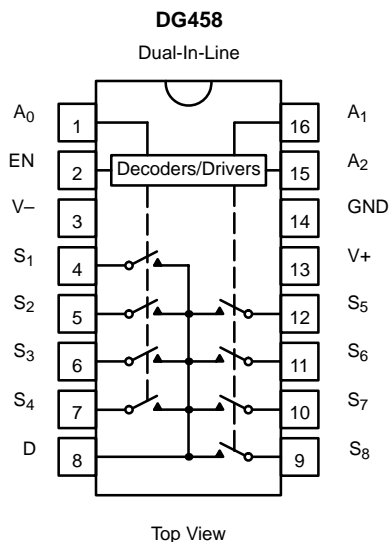 DG458
Dual-In-Line
A0 1 16 A1
EN 2 Decoders/Drivers 15 A2
V– 3 14 GND
S1 4 13 V+
S2 5 12 S5
S3 6 11 S6
S4 7 10 S7
D 8 9 S8
Top View